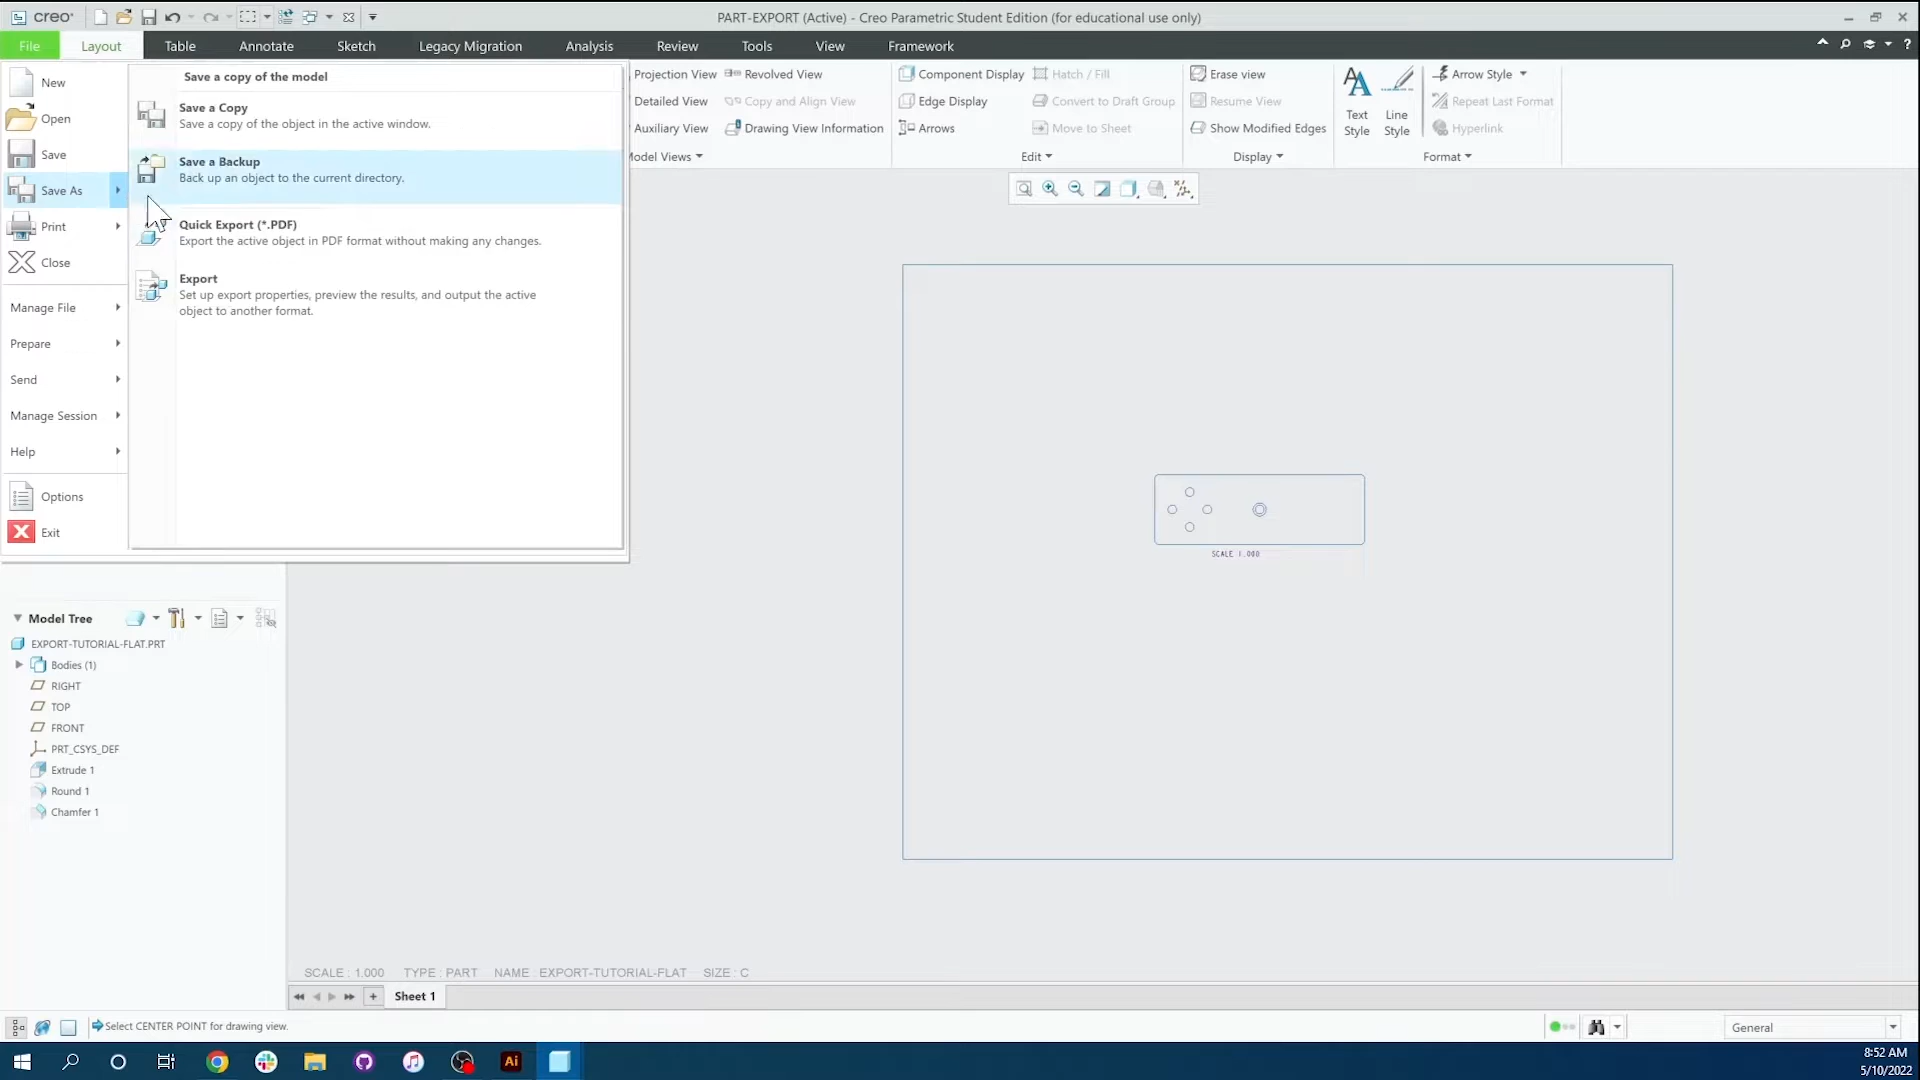 creo
PART-EXPORT (Active) - Creo Parametric Student Edition (for educational use only)
File Layout Table Annotate Sketch Legacy Migration Analysis Review Tools View Framework
New
Open
Save
Save As
Print
Close
Manage File
Prepare
Send
Manage Session
Help
Options
Exit
Save a copy of the model
Save a Copy
Save a copy of the object in the active window.
Save a Backup
Back up an object to the current directory.
Quick Export (*.PDF)
Export the active object in PDF format without making any changes.
Export
Set up export properties, preview the results, and output the active
object to another format.
Projection View Revolved View
Detailed View Copy and Align View
Auxiliary View Drawing View Information
Model Views
Component Display Hatch / Fill
Edge Display Convert to Draft Group
Arrows Move to Sheet
Edit
Erase view
Resume View
Show Modified Edges
Display
Text
Style
Line
Style
Arrow Style
Repeat Last Format
Hyperlink
Format
SCALE 1.000
Model Tree
EXPORT-TUTORIAL-FLAT.PRT
Bodies (1)
RIGHT
TOP
FRONT
PRT_CSYS_DEF
Extrude 1
Round 1
Chamfer 1
SCALE : 1.000 TYPE : PART NAME : EXPORT-TUTORIAL-FLAT SIZE : C
Sheet 1
Select CENTER POINT for drawing view.
General
Ai
8:52 AM
5/10/2022